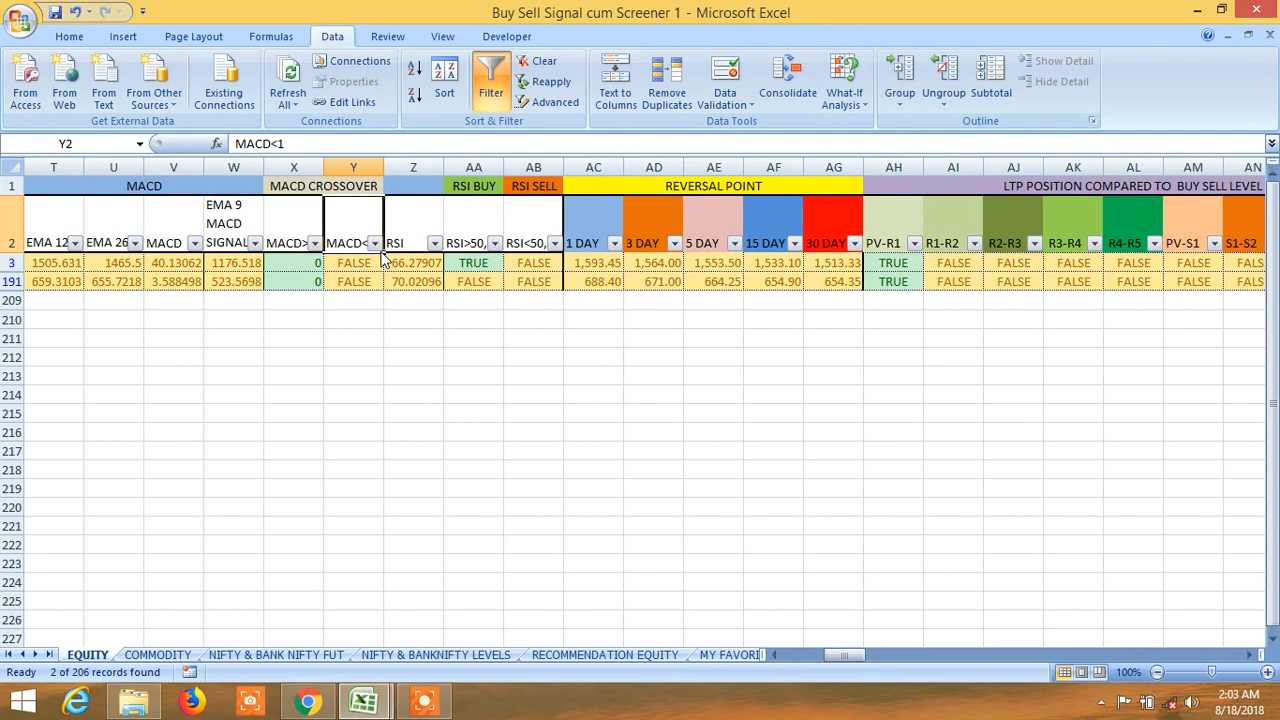 Buy Sell Signal cum Screener 1 - Microsoft Excel
Home Insert Page Layout Formulas Data Review View Developer
From Access
From Web
From Text
From Other Sources
Existing Connections
Get External Data
Refresh All
Connections
Properties
Edit Links
Connections
Sort
Filter
Clear
Reapply
Advanced
Sort & Filter
Text to Columns
Remove Duplicates
Data Validation
Consolidate
What-If Analysis
Data Tools
Group
Ungroup
Subtotal
Show Detail
Hide Detail
Outline
Y2 fx MACD<1
T U V W X Y Z AA AB AC AD AE AF AG AH AI AJ AK AL AM AN
1 MACD MACD CROSSOVER RSI BUY RSI SELL REVERSAL POINT LTP POSITION COMPARED TO BUY SELL LEVEL
2 EMA 12 EMA 26 MACD EMA 9 MACD SIGNAL MACD> MACD< RSI RSI>50, RSI<50, 1 DAY 3 DAY 5 DAY 15 DAY 30 DAY PV-R1 R1-R2 R2-R3 R3-R4 R4-R5 PV-S1 S1-S2
3 1505.631 1465.5 40.13062 1176.518 0 FALSE 66.27907 TRUE FALSE 1,593.45 1,564.00 1,553.50 1,533.10 1,513.33 TRUE FALSE FALSE FALSE FALSE FALSE FALS
191 659.3103 655.7218 3.588498 523.5698 0 FALSE 70.02096 FALSE FALSE 688.40 671.00 664.25 654.90 654.35 TRUE FALSE FALSE FALSE FALSE FALSE FALS
209
210
211
212
213
214
215
216
217
218
219
220
221
222
223
224
225
226
227
EQUITY COMMODITY NIFTY & BANK NIFTY FUT NIFTY & BANKNIFTY LEVELS RECOMMENDATION EQUITY MY FAVORI
Ready 2 of 206 records found 100%
2:03 AM
8/18/2018